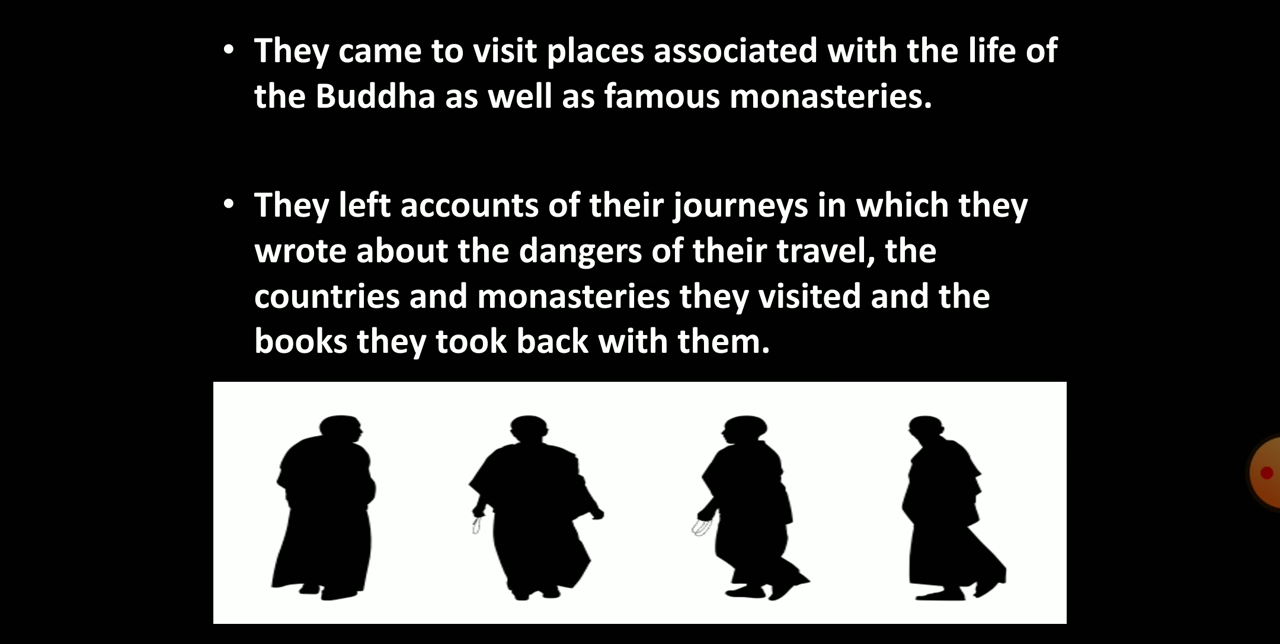 • They came to visit places associated with the life of
the Buddha as well as famous monasteries.
• They left accounts of their journeys in which they
wrote about the dangers of their travel, the
countries and monasteries they visited and the
books they took back with them.